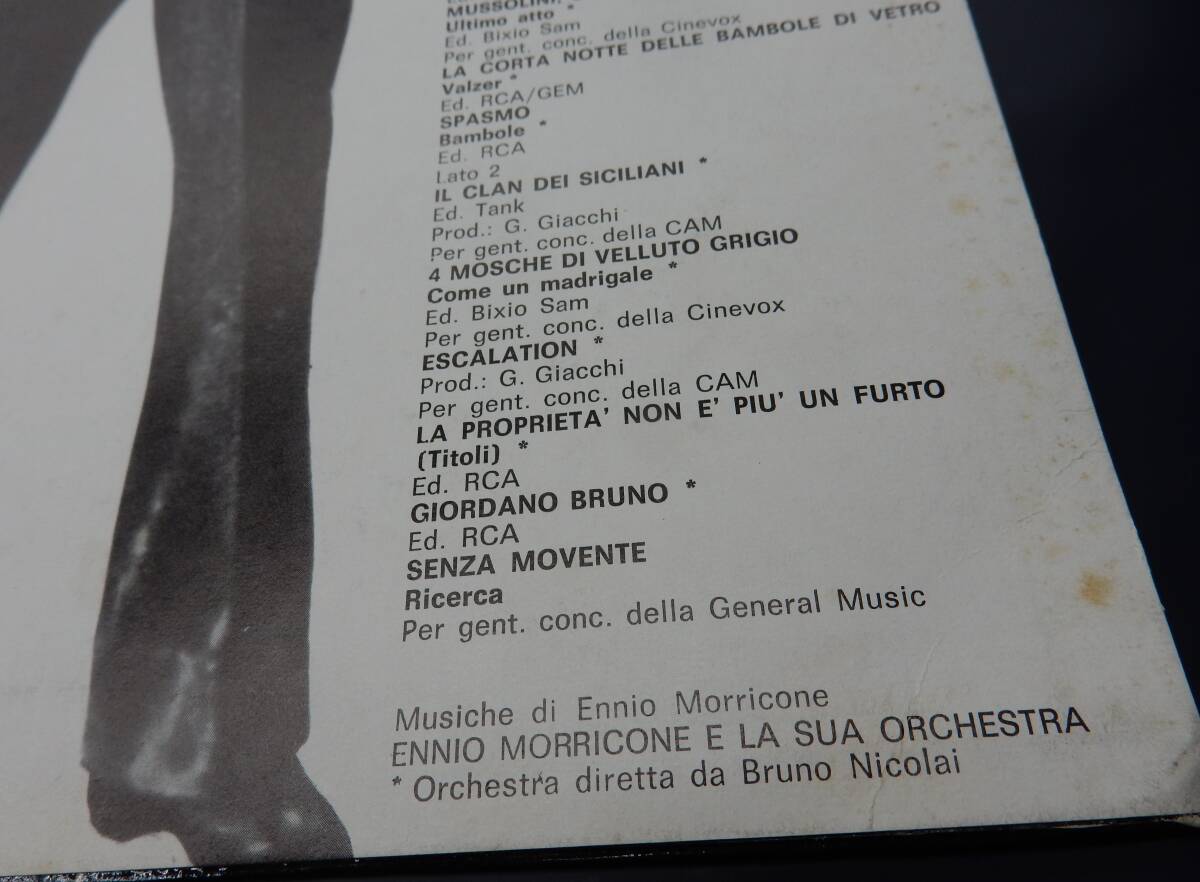 MUSSOLINI:
Ultimo atto *
Ed. Bixio Sam
Per gent. conc. della Cinevox
LA CORTA NOTTE DELLE BAMBOLE DI VETRO
Valzer *
Ed. RCA/GEM
SPASMO
Bambole *
Ed. RCA
Lato 2
IL CLAN DEI SICILIANI *
Ed. Tank
Prod.: G. Giacchi
Per gent. conc. della CAM
4 MOSCHE DI VELLUTO GRIGIO
Come un madrigale *
Ed. Bixio Sam
Per gent. conc. della Cinevox
ESCALATION *
Prod.: G. Giacchi
Per gent. conc. della CAM
LA PROPRIETA' NON E' PIU' UN FURTO
(Titoli) *
Ed. RCA
GIORDANO BRUNO *
Ed. RCA
SENZA MOVENTE
Ricerca
Per gent. conc. della General Music
Musiche di Ennio Morricone
ENNIO MORRICONE E LA SUA ORCHESTRA
* Orchestra diretta da Bruno Nicolai